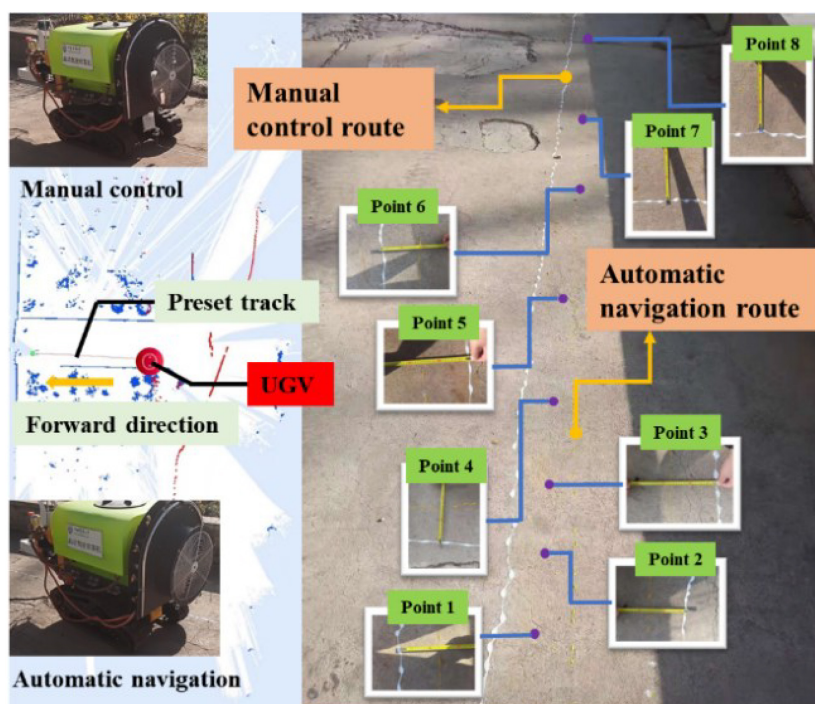 Manual control
Preset track
UGV
Forward direction
Automatic navigation
Manual
control route
Point 8
Point 7
Point 6
Automatic
navigation route
Point 5
Point 3
Point 4
Point 2
Point 1